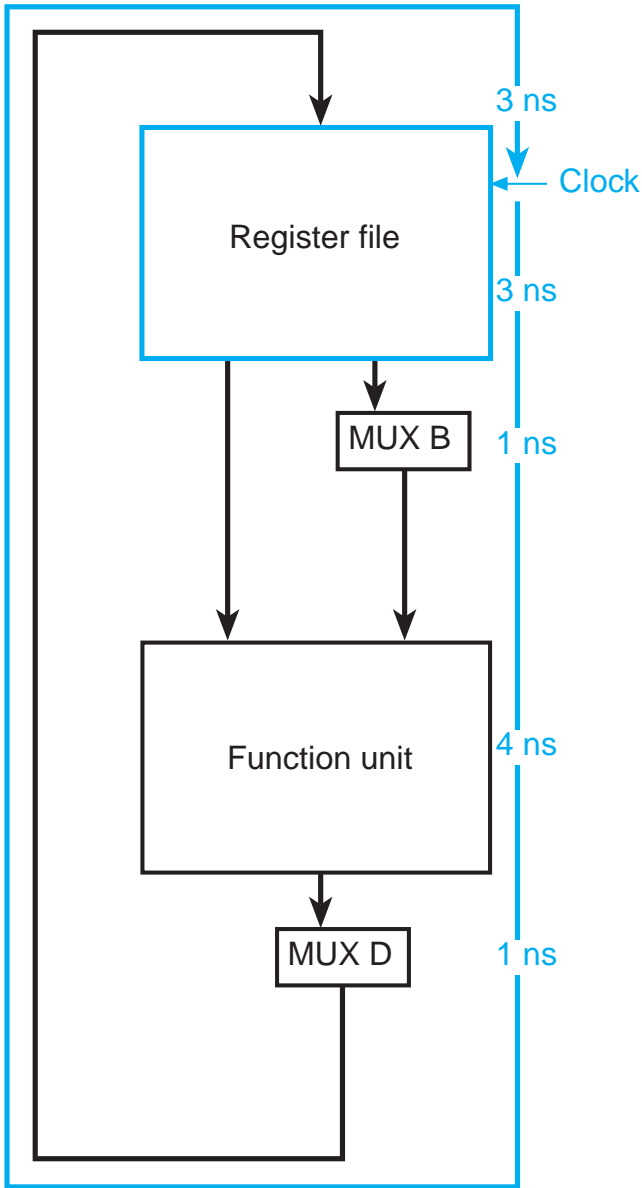 3 ns
Clock
Register file
3 ns
MUX B
1 ns
Function unit
4 ns
MUX D
1 ns